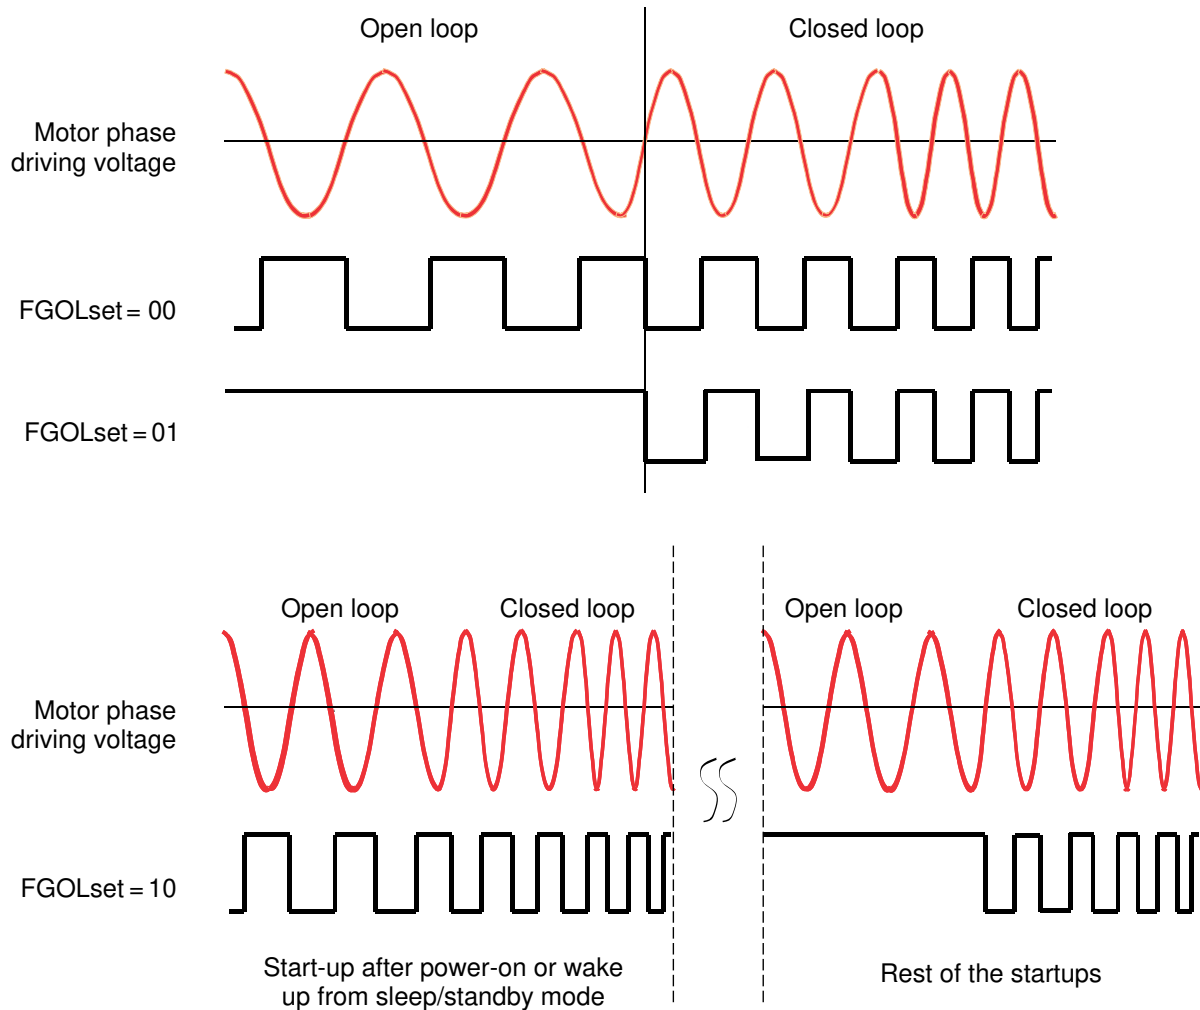 Open loop
Closed loop
Motor phase
driving voltage
FGOLset = 00
FGOLset = 01
Open loop
Closed loop
Open loop
Closed loop
Motor phase
driving voltage
FGOLset = 10
Start-up after power-on or wake
up from sleep/standby mode
Rest of the startups